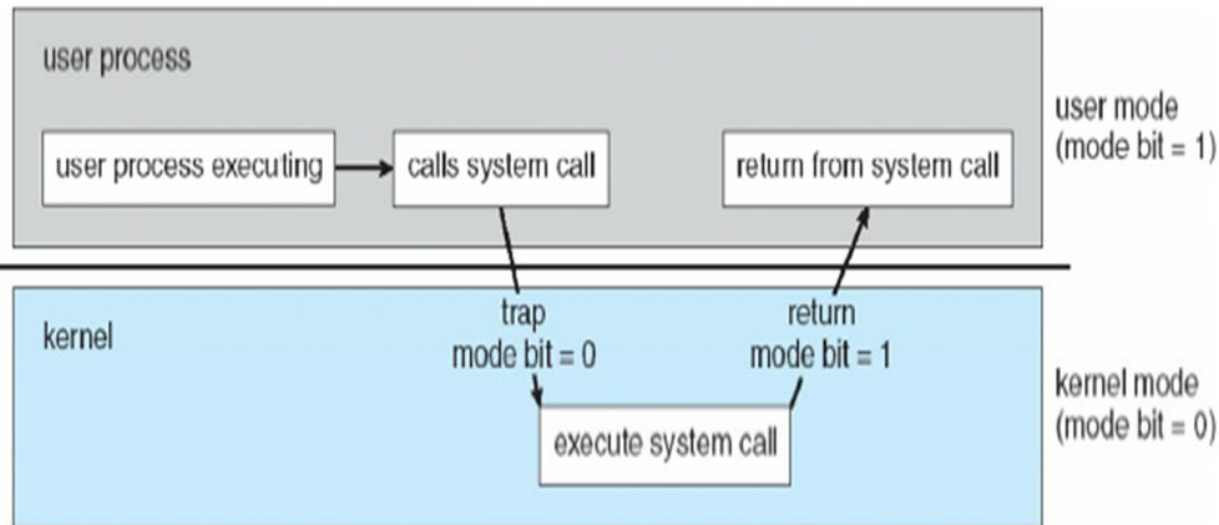 user process
user process executing
calls system call
return from system call
user mode
(mode bit = 1)
trap
mode bit = 0
return
mode bit = 1
kernel
execute system call
kernel mode
(mode bit = 0)